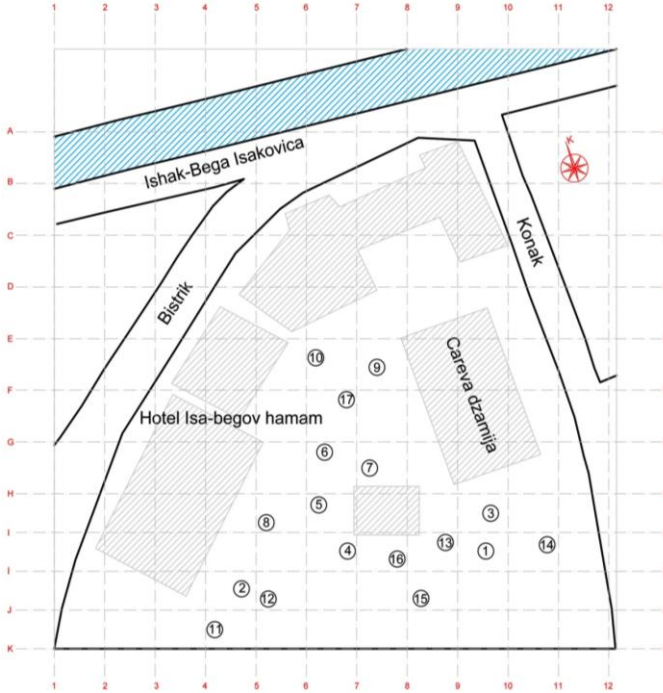 1 2 3 4 5 6 7 8 9 10 11 12
A A
K
Ishak-Bega Isakovica
B B
C C
Konak
D D
Bistrik
E E
10
9
Careva dzamija
F F
17
Hotel Isa-begov hamam
G G
6
7
H H
5
3
8
I I
4
16
13
1
14
I I
2
12
15
J J
11
K K
1 2 3 4 5 6 7 8 9 10 11 12